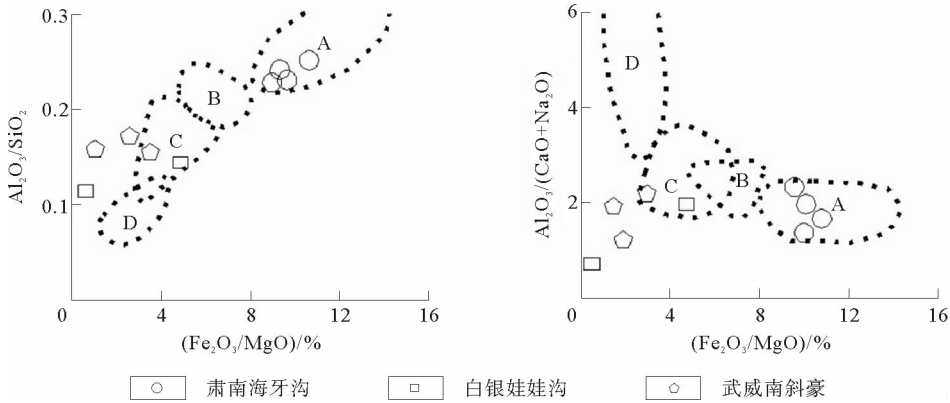 0.3
0.2
0.1
Al₂O₃/SiO₂
A
B
C
D
0
4
8
12
16
(Fe₂O₃/MgO)/%
6
4
2
Al₂O₃/(CaO+Na₂O)
D
C
B
A
0
4
8
12
16
(Fe₂O₃/MgO)/%
肃南海牙沟
白银娃娃沟
武威南斜豪